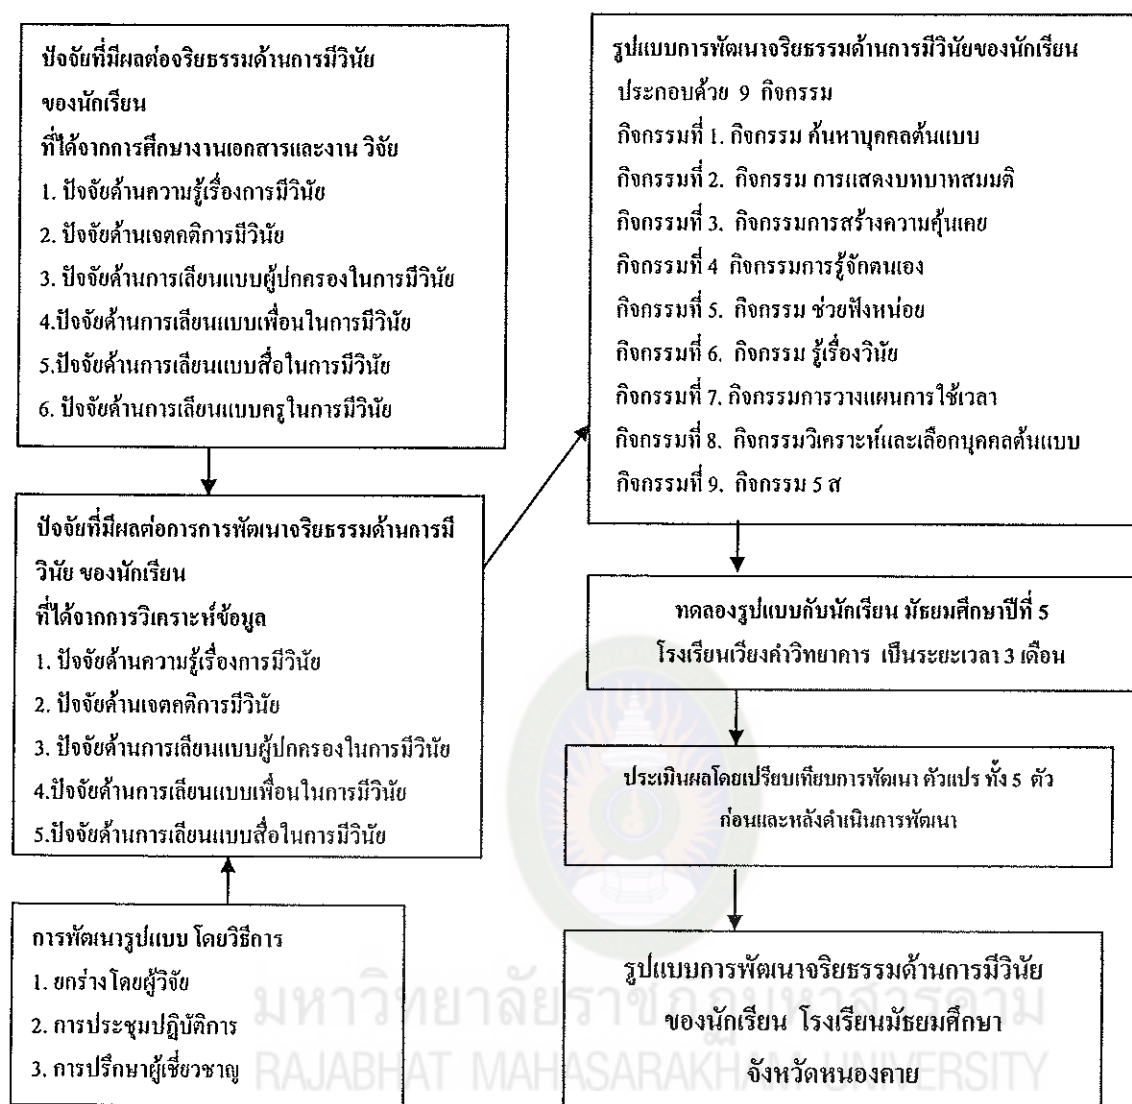 ปัจจัยที่มีผลต่อจริยธรรมด้านการมีวินัย
ของนักเรียน
ที่ได้จากการศึกษางานเอกสารและงาน วิจัย
1. ปัจจัยด้านความรู้เรื่องการมีวินัย
2. ปัจจัยด้านเจตคติการมีวินัย
3. ปัจจัยด้านการเลียนแบบผู้ปกครองในการมีวินัย
4.ปัจจัยด้านการเลียนแบบเพื่อนในการมีวินัย
5.ปัจจัยด้านการเลียนแบบสื่อในการมีวินัย
6. ปัจจัยด้านการเลียนแบบครูในการมีวินัย
ปัจจัยที่มีผลต่อการการพัฒนาจริยธรรมด้านการมี
วินัย ของนักเรียน
ที่ได้จากการวิเคราะห์ข้อมูล
1. ปัจจัยด้านความรู้เรื่องการมีวินัย
2. ปัจจัยด้านเจตคติการมีวินัย
3. ปัจจัยด้านการเลียนแบบผู้ปกครองในการมีวินัย
4.ปัจจัยด้านการเลียนแบบเพื่อนในการมีวินัย
5.ปัจจัยด้านการเลียนแบบสื่อในการมีวินัย
การพัฒนารูปแบบ โดยวิธีการ
1. ยกร่างโดยผู้วิจัย
2. การประชุมปฏิบัติการ
3. การปรึกษาผู้เชี่ยวชาญ
รูปแบบการพัฒนาจริยธรรมด้านการมีวินัยของนักเรียน
ประกอบด้วย 9 กิจกรรม
กิจกรรมที่ 1. กิจกรรม ค้นหาบุคคลต้นแบบ
กิจกรรมที่ 2. กิจกรรม การแสดงบทบาทสมมติ
กิจกรรมที่ 3. กิจกรรมการสร้างความคุ้นเคย
กิจกรรมที่ 4 กิจกรรมการรู้จักตนเอง
กิจกรรมที่ 5. กิจกรรม ช่วยฟังหน่อย
กิจกรรมที่ 6. กิจกรรม รู้เรื่องวินัย
กิจกรรมที่ 7. กิจกรรมการวางแผนการใช้เวลา
กิจกรรมที่ 8. กิจกรรมวิเคราะห์และเลือกบุคคลต้นแบบ
กิจกรรมที่ 9. กิจกรรม 5 ส
ทดลองรูปแบบกับนักเรียน มัธยมศึกษาปีที่ 5
โรงเรียนเวียงคำวิทยาการ เป็นระยะเวลา 3 เดือน
ประเมินผลโดยเปรียบเทียบการพัฒนา ตัวแปร ทั้ง 5 ตัว
ก่อนและหลังดำเนินการพัฒนา
รูปแบบการพัฒนาจริยธรรมด้านการมีวินัย
ของนักเรียน โรงเรียนมัธยมศึกษา
จังหวัดหนองคาย
มหาวิทยาลัยราชภัฏมหาสารคาม
RAJABHAT MAHASARAKHAM UNIVERSITY